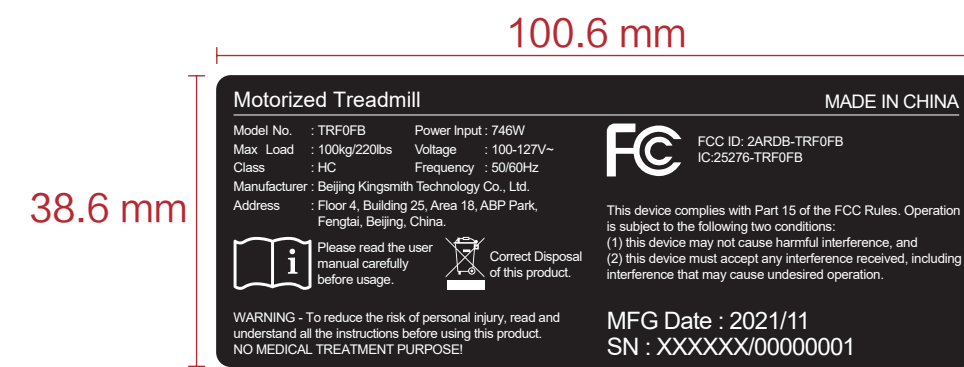 100.6 mm
38.6 mm
Motorized Treadmill
MADE IN CHINA
Model No. : TRF0FB Power Input : 746W
Max Load : 100kg/220lbs Voltage : 100-127V~
Class : HC Frequency : 50/60Hz
Manufacturer : Beijing Kingsmith Technology Co., Ltd.
Address : Floor 4, Building 25, Area 18, ABP Park,
Fengtai, Beijing, China.
i
Please read the user
manual carefully
before usage.
Correct Disposal
of this product.
WARNING - To reduce the risk of personal injury, read and
understand all the instructions before using this product.
NO MEDICAL TREATMENT PURPOSE!
FC
FCC ID: 2ARDB-TRF0FB
IC:25276-TRF0FB
This device complies with Part 15 of the FCC Rules. Operation
is subject to the following two conditions:
(1) this device may not cause harmful interference, and
(2) this device must accept any interference received, including
interference that may cause undesired operation.
MFG Date : 2021/11
SN : XXXXXX/00000001